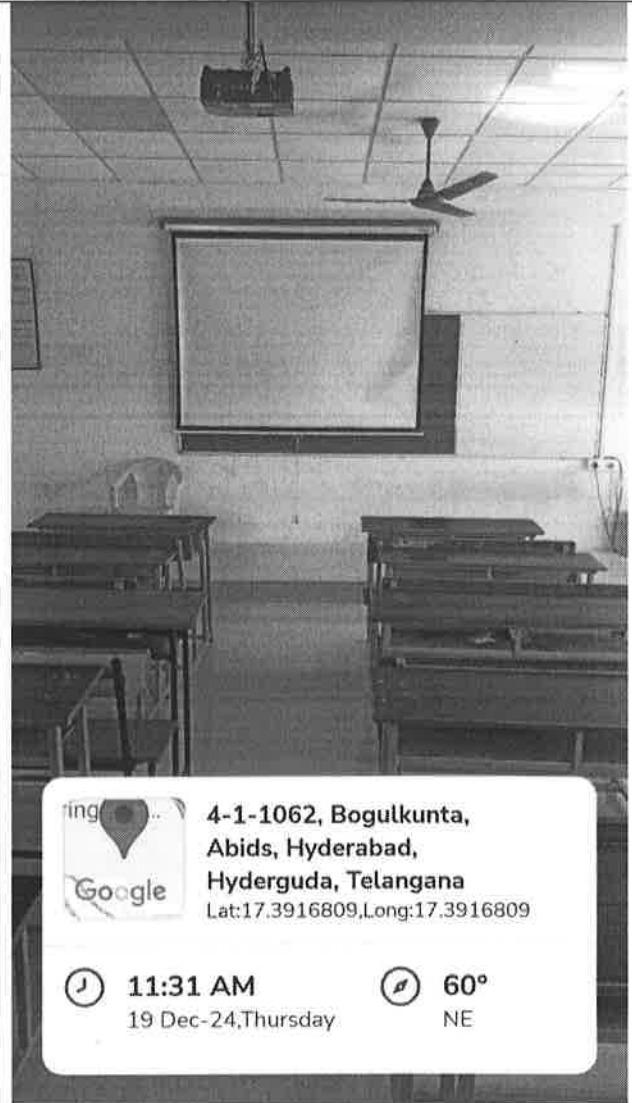 ring
..
Google
4-1-1062, Bogulkunta,
Abids, Hyderabad,
Hyderguda, Telangana
Lat:17.3916809,Long:17.3916809
11:31 AM
19 Dec-24,Thursday
60°
NE